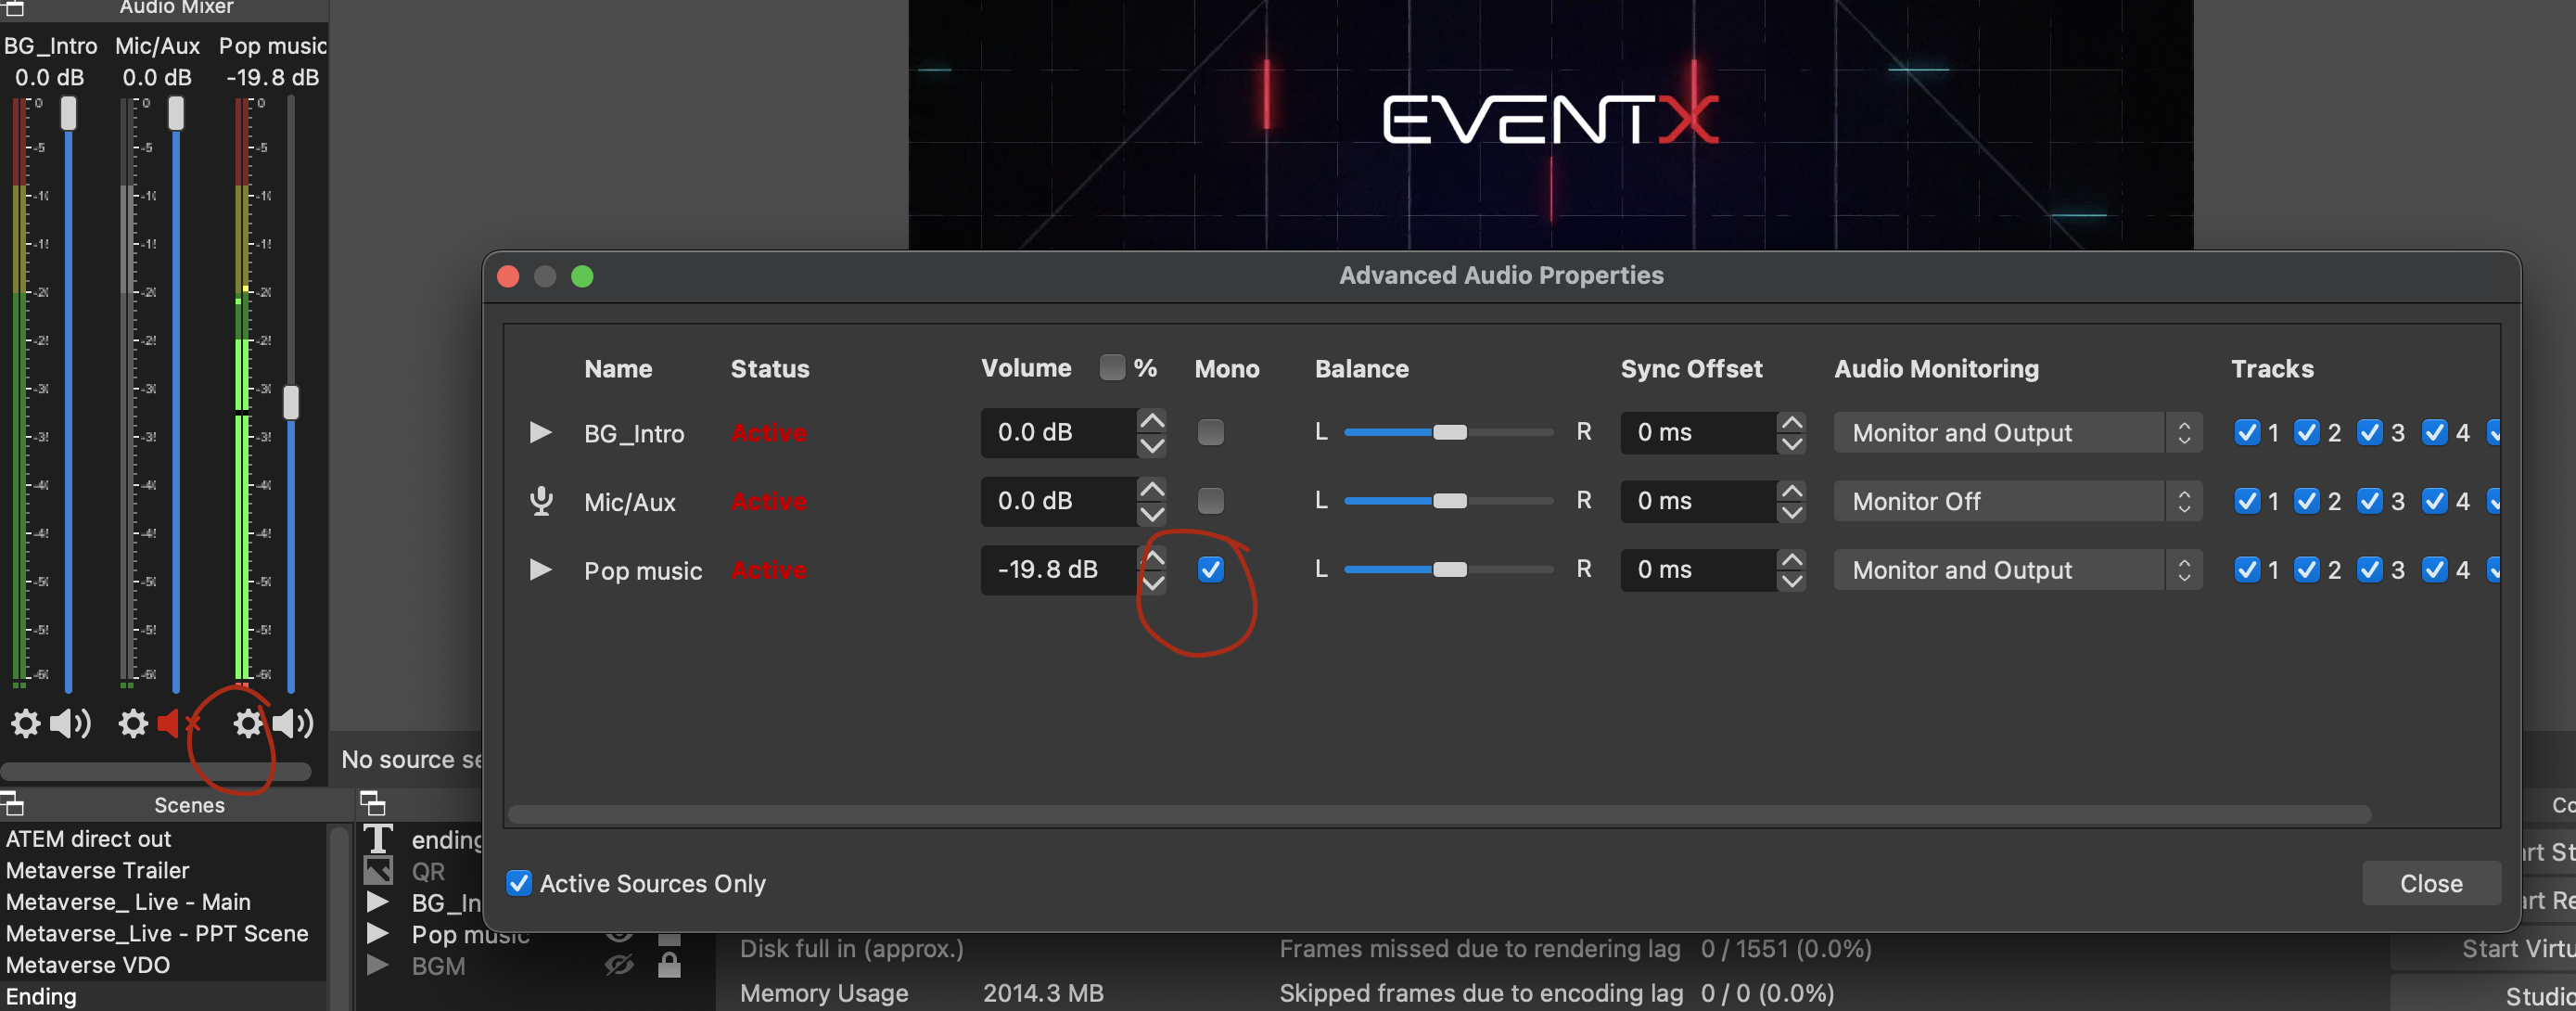 Audio Mixer
BG_Intro Mic/Aux Pop music
0.0 dB 0.0 dB -19.8 dB
EVENTX
Advanced Audio Properties
Name Status Volume % Mono Balance Sync Offset Audio Monitoring Tracks
BG_Intro Active 0.0 dB L R 0 ms Monitor and Output 1 2 3 4
Mic/Aux Active 0.0 dB L R 0 ms Monitor Off 1 2 3 4
Pop music Active -19.8 dB L R 0 ms Monitor and Output 1 2 3 4
Active Sources Only
Close
No source se
Scenes
ATEM direct out
Metaverse Trailer
Metaverse_ Live - Main
Metaverse_Live - PPT Scene
Metaverse VDO
Ending
ending
QR
BG_In
Pop music
BGM
Disk full in (approx.)
Memory Usage 2014.3 MB
Frames missed due to rendering lag 0 / 1551 (0.0%)
Skipped frames due to encoding lag 0 / 0 (0.0%)
Co
art St
art Re
Start Virtu
Studio